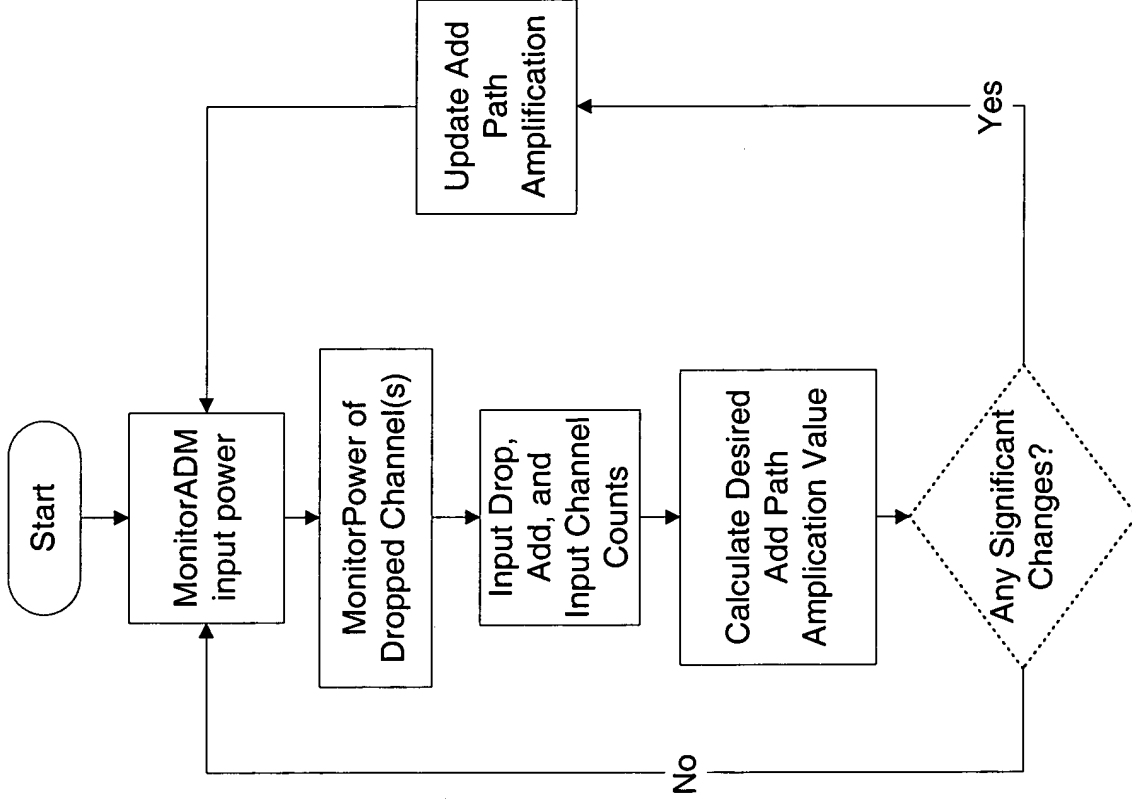 Start
MonitorADM
input power
MonitorPower of
Dropped Channel(s)
Input Drop,
Add, and
Input Channel
Counts
Calculate Desired
Add Path
Amplication Value
Any Significant
Changes?
No
Yes
Update Add
Path
Amplification